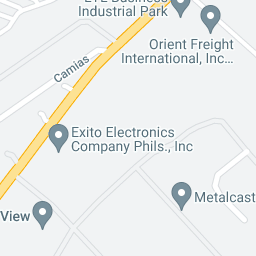 Industrial Park
Orient Freight
International, Inc...
Camias
Exito Electronics
Company Phils., Inc
Metalcast
View